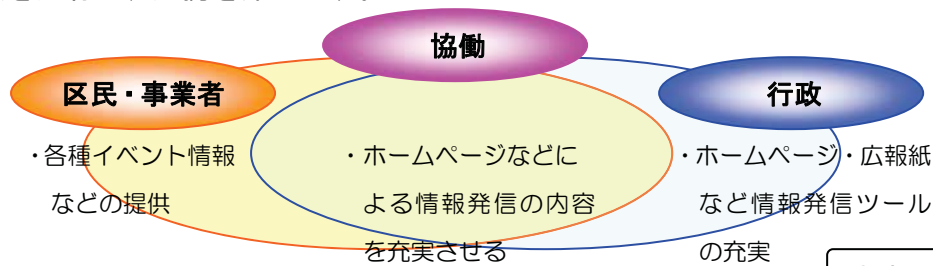 協働
区民・事業者
行政
・各種イベント情報
などの提供
・ホームページなどに
よる情報発信の内容
を充実させる
・ホームページ・広報紙
など情報発信ツール
の充実